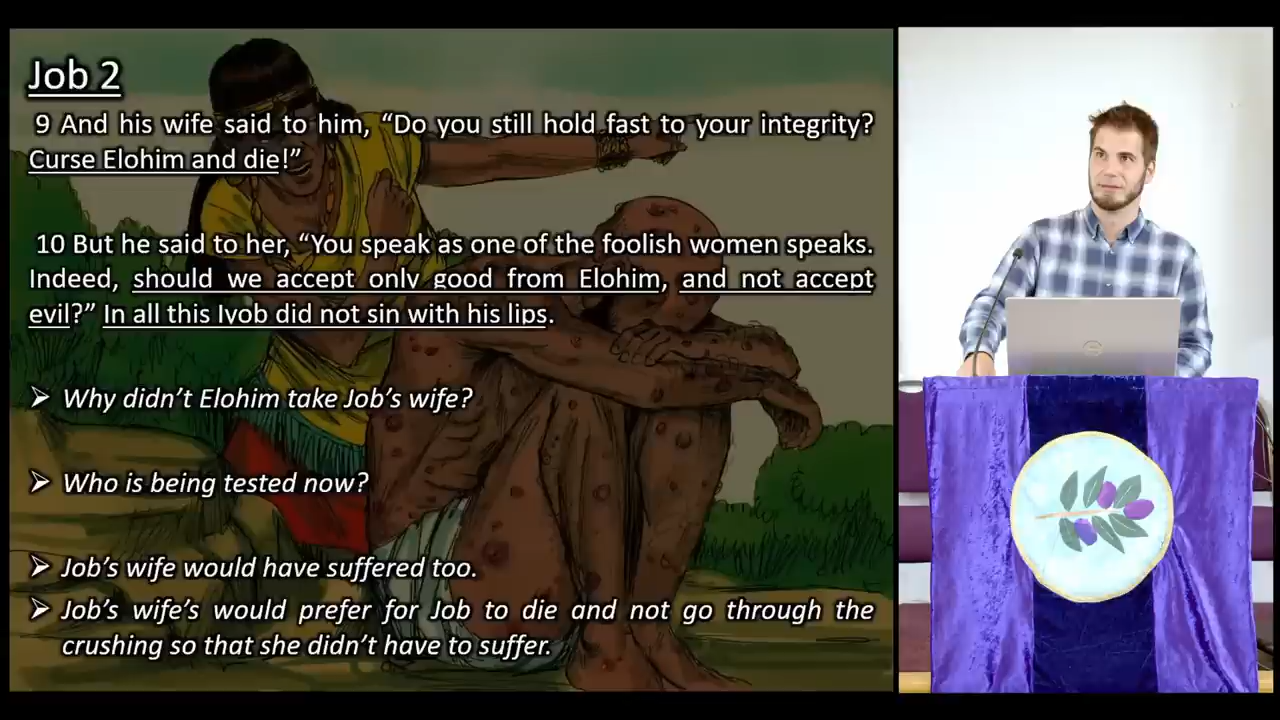 Job 2
9 And his wife said to him, “Do you still hold fast to your integrity?
Curse Elohim and die!”
10 But he said to her, “You speak as one of the foolish women speaks.
Indeed, should we accept only good from Elohim, and not accept
evil?” In all this Iyob did not sin with his lips.
➢ Why didn’t Elohim take Job’s wife?
➢ Who is being tested now?
➢ Job’s wife would have suffered too.
➢ Job’s wife’s would prefer for Job to die and not go through the
crushing so that she didn’t have to suffer.